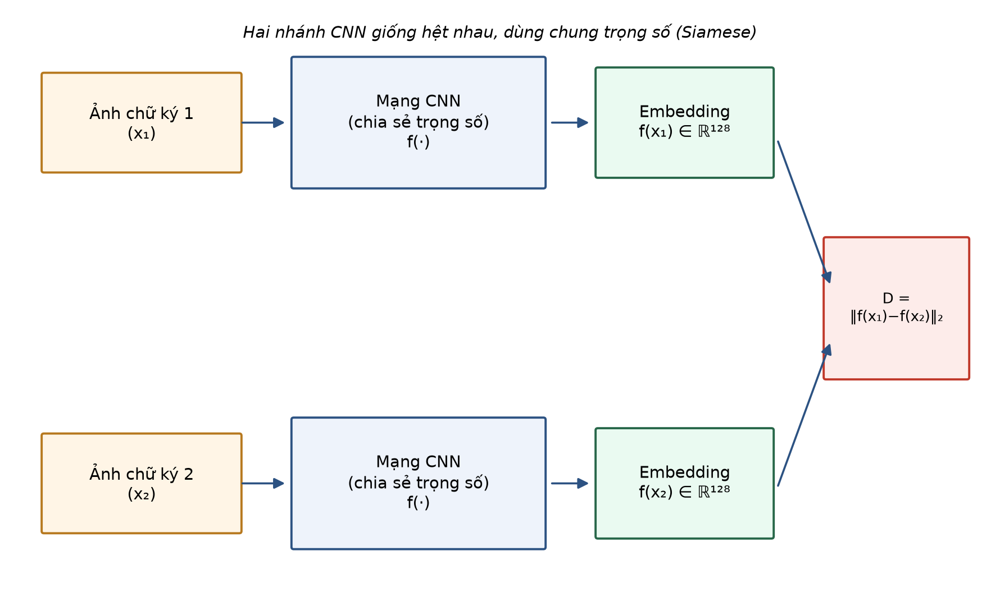 Hai nhánh CNN giống hệt nhau, dùng chung trọng số (Siamese)
Ảnh chữ ký 1
(x₁)
Mạng CNN
(chia sẻ trọng số)
f(·)
Embedding
f(x₁) ∈ ℝ¹²⁸
D =
‖f(x₁)−f(x₂)‖₂
Ảnh chữ ký 2
(x₂)
Mạng CNN
(chia sẻ trọng số)
f(·)
Embedding
f(x₂) ∈ ℝ¹²⁸